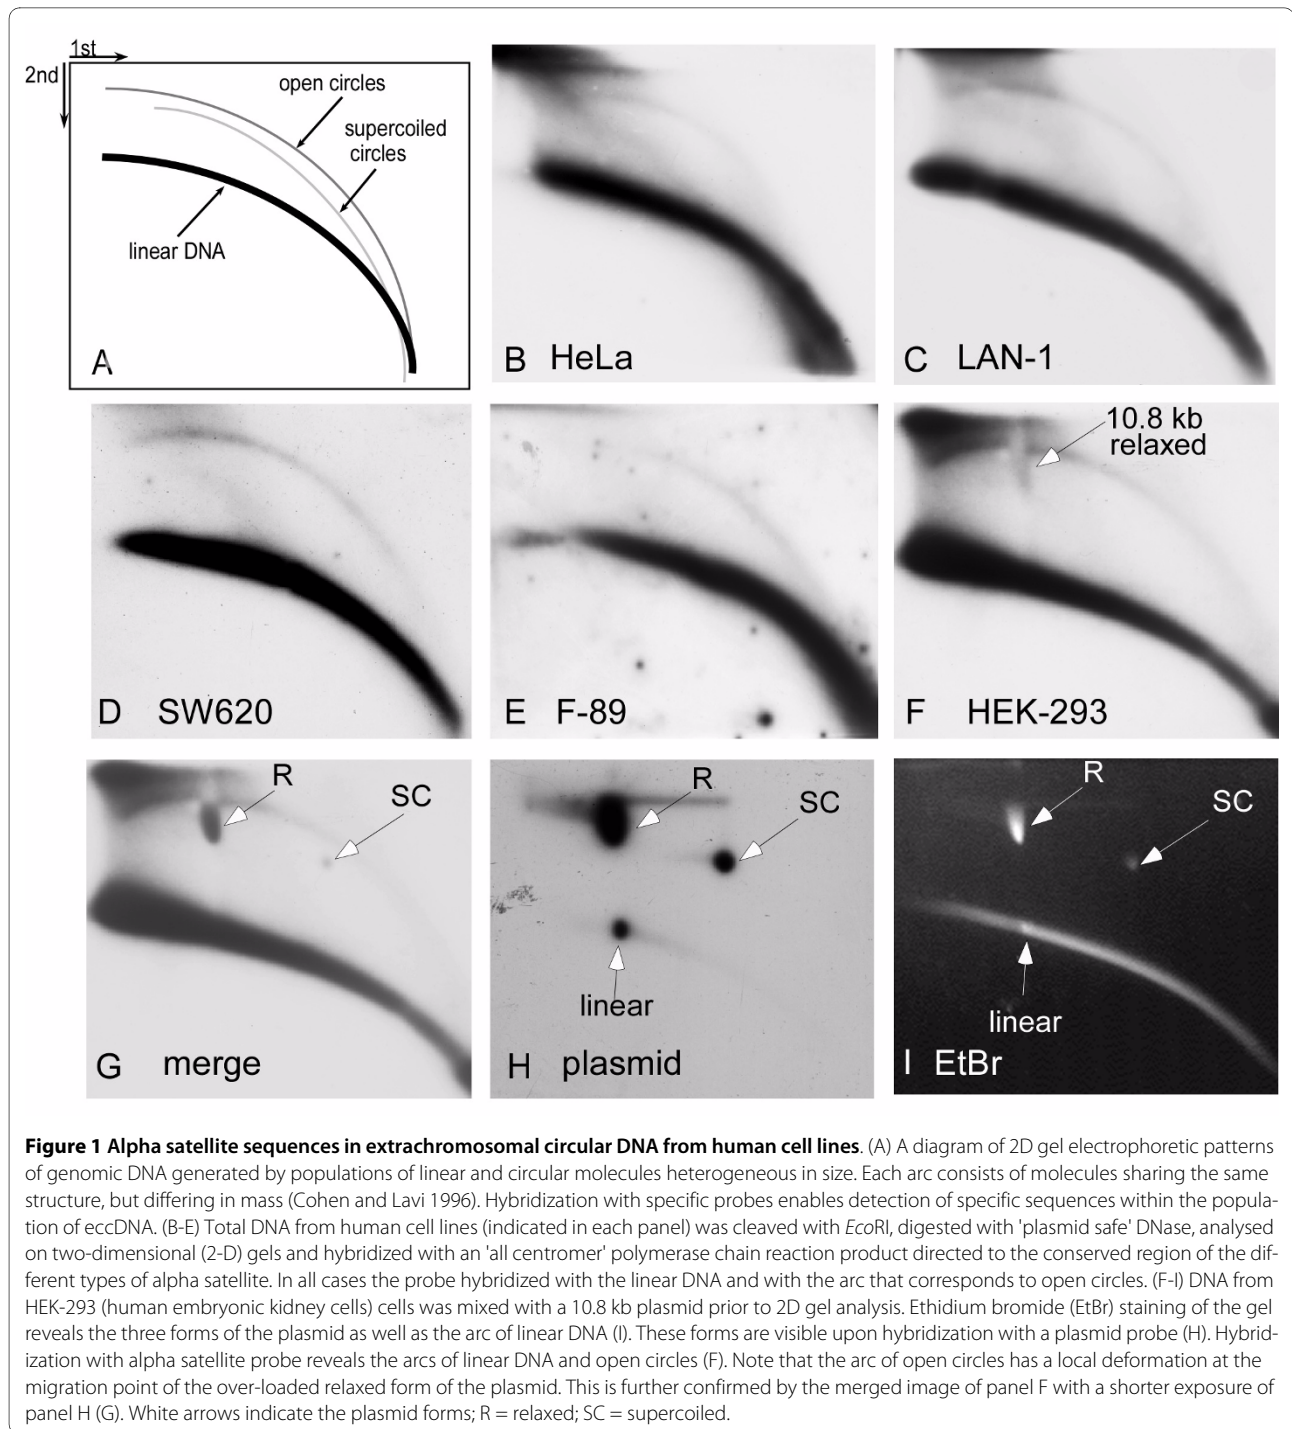 1st
2nd
open circles
supercoiled
circles
linear DNA
A
B HeLa
C LAN-1
D SW620
E F-89
10.8 kb
relaxed
F HEK-293
R
SC
G merge
R
SC
linear
H plasmid
R
SC
linear
I EtBr
Figure 1 Alpha satellite sequences in extrachromosomal circular DNA from human cell lines. (A) A diagram of 2D gel electrophoretic patterns
of genomic DNA generated by populations of linear and circular molecules heterogeneous in size. Each arc consists of molecules sharing the same
structure, but differing in mass (Cohen and Lavi 1996). Hybridization with specific probes enables detection of specific sequences within the popula-
tion of eccDNA. (B-E) Total DNA from human cell lines (indicated in each panel) was cleaved with EcoRI, digested with 'plasmid safe' DNase, analysed
on two-dimensional (2-D) gels and hybridized with an 'all centromer' polymerase chain reaction product directed to the conserved region of the dif-
ferent types of alpha satellite. In all cases the probe hybridized with the linear DNA and with the arc that corresponds to open circles. (F-I) DNA from
HEK-293 (human embryonic kidney cells) cells was mixed with a 10.8 kb plasmid prior to 2D gel analysis. Ethidium bromide (EtBr) staining of the gel
reveals the three forms of the plasmid as well as the arc of linear DNA (I). These forms are visible upon hybridization with a plasmid probe (H). Hybrid-
ization with alpha satellite probe reveals the arcs of linear DNA and open circles (F). Note that the arc of open circles has a local deformation at the
migration point of the over-loaded relaxed form of the plasmid. This is further confirmed by the merged image of panel F with a shorter exposure of
panel H (G). White arrows indicate the plasmid forms; R = relaxed; SC = supercoiled.